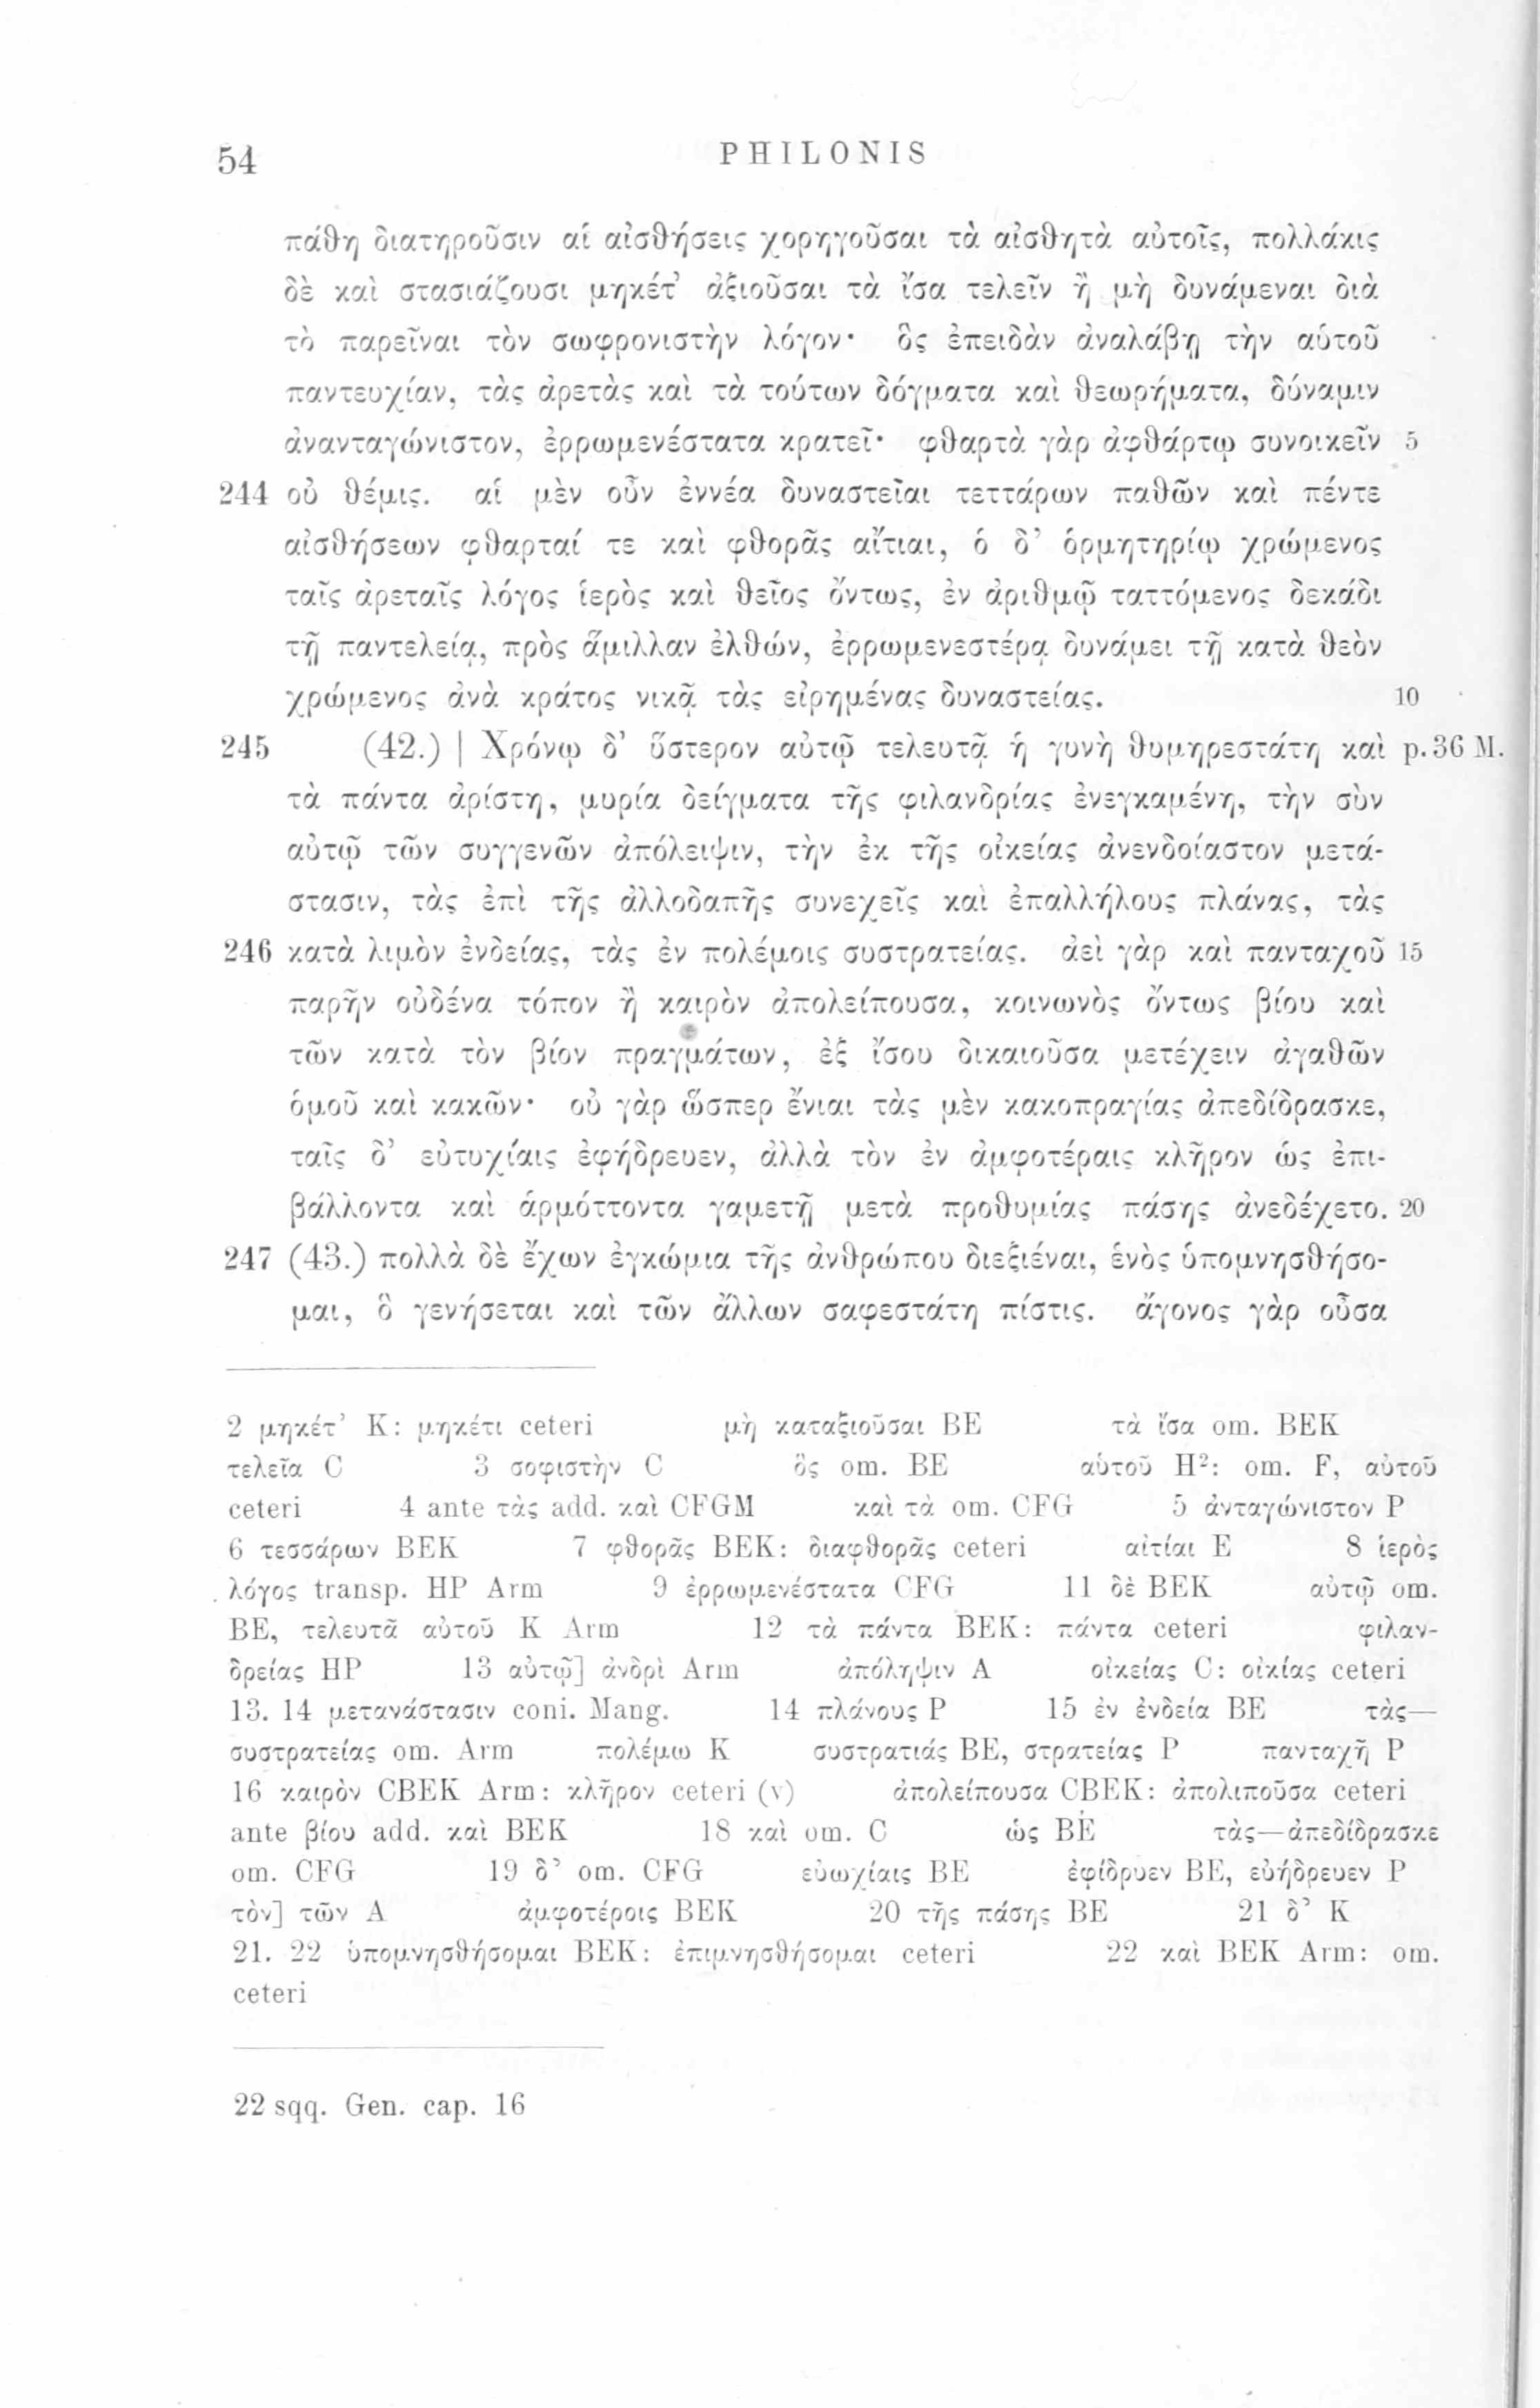 54 PHILONIS
πάθη διατηροῦσιν αἱ αἰσθήσεις χορηγοῦσαι τὰ αἰσθητὰ αὐτοῖς, πολλάκις
δὲ καὶ στασιάζουσι μηκέτ’ ἀξιοῦσαι τὰ ἴσα τελεῖν ἢ μὴ δυνάμεναι διὰ
τὸ παρεῖναι τὸν σωφρονιστὴν λόγον· ὃς ἐπειδὰν ἀναλάβῃ τὴν αὑτοῦ
παντευχίαν, τὰς ἀρετὰς καὶ τὰ τούτων δόγματα καὶ θεωρήματα, δύναμιν
ἀνανταγώνιστον, ἐρρωμενέστατα κρατεῖ· φθαρτὰ γὰρ ἀφθάρτῳ συνοικεῖν 5
244 οὐ θέμις. αἱ μὲν οὖν ἐννέα δυναστεῖαι τεττάρων παθῶν καὶ πέντε
αἰσθήσεων φθαρταί τε καὶ φθορᾶς αἴτιαι, ὁ δ’ ὁρμητηρίῳ χρώμενος
ταῖς ἀρεταῖς λόγος ἱερὸς καὶ θεῖος ὄντως, ἐν ἀριθμῷ ταττόμενος δεκάδι
τῇ παντελείᾳ, πρὸς ἅμιλλαν ἐλθών, ἐρρωμενεστέρᾳ δυνάμει τῇ κατὰ θεὸν
χρώμενος ἀνὰ κράτος νικᾷ τὰς εἰρημένας δυναστείας. 10
245 (42.) | Χρόνῳ δ’ ὕστερον αὐτῷ τελευτᾷ ἡ γυνὴ θυμηρεστάτη καὶ p. 36 M.
τὰ πάντα ἀρίστη, μυρία δείγματα τῆς φιλανδρίας ἐνεγκαμένη, τὴν σὺν
αὐτῷ τῶν συγγενῶν ἀπόλειψιν, τὴν ἐκ τῆς οἰκείας ἀνενδοίαστον μετά-
στασιν, τὰς ἐπὶ τῆς ἀλλοδαπῆς συνεχεῖς καὶ ἐπαλλήλους πλάνας, τὰς
246 κατὰ λιμὸν ἐνδείας, τὰς ἐν πολέμοις συστρατείας. ἀεὶ γὰρ καὶ πανταχοῦ 15
παρῆν οὐδένα τόπον ἢ καιρὸν ἀπολείπουσα, κοινωνὸς ὄντως βίου καὶ
τῶν κατὰ τὸν βίον πραγμάτων, ἐξ ἴσου δικαιοῦσα μετέχειν ἀγαθῶν
ὁμοῦ καὶ κακῶν· οὐ γὰρ ὥσπερ ἔνιαι τὰς μὲν κακοπραγίας ἀπεδίδρασκε,
ταῖς δ’ εὐτυχίαις ἐφήδρευεν, ἀλλὰ τὸν ἐν ἀμφοτέραις κλῆρον ὡς ἐπι-
βάλλοντα καὶ ἁρμόττοντα γαμετῇ μετὰ προθυμίας πάσης ἀνεδέχετο. 20
247 (43.) πολλὰ δὲ ἔχων ἐγκώμια τῆς ἀνθρώπου διεξιέναι, ἑνὸς ὑπομνησθήσο-
μαι, ὃ γενήσεται καὶ τῶν ἄλλων σαφεστάτη πίστις. ἄγονος γὰρ οὖσα
2 μηκέτ’ K: μηκέτι ceteri μὴ καταξιοῦσαι BE τὰ ἴσα om. BEK
τελεῖα C 3 σοφιστὴν C ὃς om. BE αὑτοῦ H²: om. F, αὐτοῦ
ceteri 4 ante τὰς add. καὶ CFGM καὶ τὰ om. CFG 5 ἀνταγώνιστον P
6 τεσσάρων BEK 7 φθορᾶς BEK: διαφθορᾶς ceteri αἰτίαι E 8 ἱερὸς
λόγος transp. HP Arm 9 ἐρρωμενέστατα CFG 11 δὲ BEK αὐτῷ om.
BE, τελευτᾶ αὐτοῦ K Arm 12 τὰ πάντα BEK: πάντα ceteri φιλαν-
δρείας HP 13 αὐτῷ] ἀνδρὶ Arm ἀπόληψιν A οἰκείας C: οἰκίας ceteri
13. 14 μετανάστασιν coni. Mang. 14 πλάνους P 15 ἐν ἐνδεία BE τὰς—
συστρατείας om. Arm πολέμω K συστρατιάς BE, στρατείας P πανταχῆ P
16 καιρὸν CBEK Arm: κλῆρον ceteri (v) ἀπολείπουσα CBEK: ἀπολιποῦσα ceteri
ante βίου add. καὶ BEK 18 καὶ om. C ὡς BE τὰς—ἀπεδίδρασκε
om. CFG 19 δ’ om. CFG εὐωχίαις BE ἐφίδρυεν BE, εὐήδρευεν P
τὸν] τῶν A ἀμφοτέροις BEK 20 τῆς πάσης BE 21 δ’ K
21. 22 ὑπομνησθήσομαι BEK: ἐπιμνησθήσομαι ceteri 22 καὶ BEK Arm: om.
ceteri
22 sqq. Gen. cap. 16